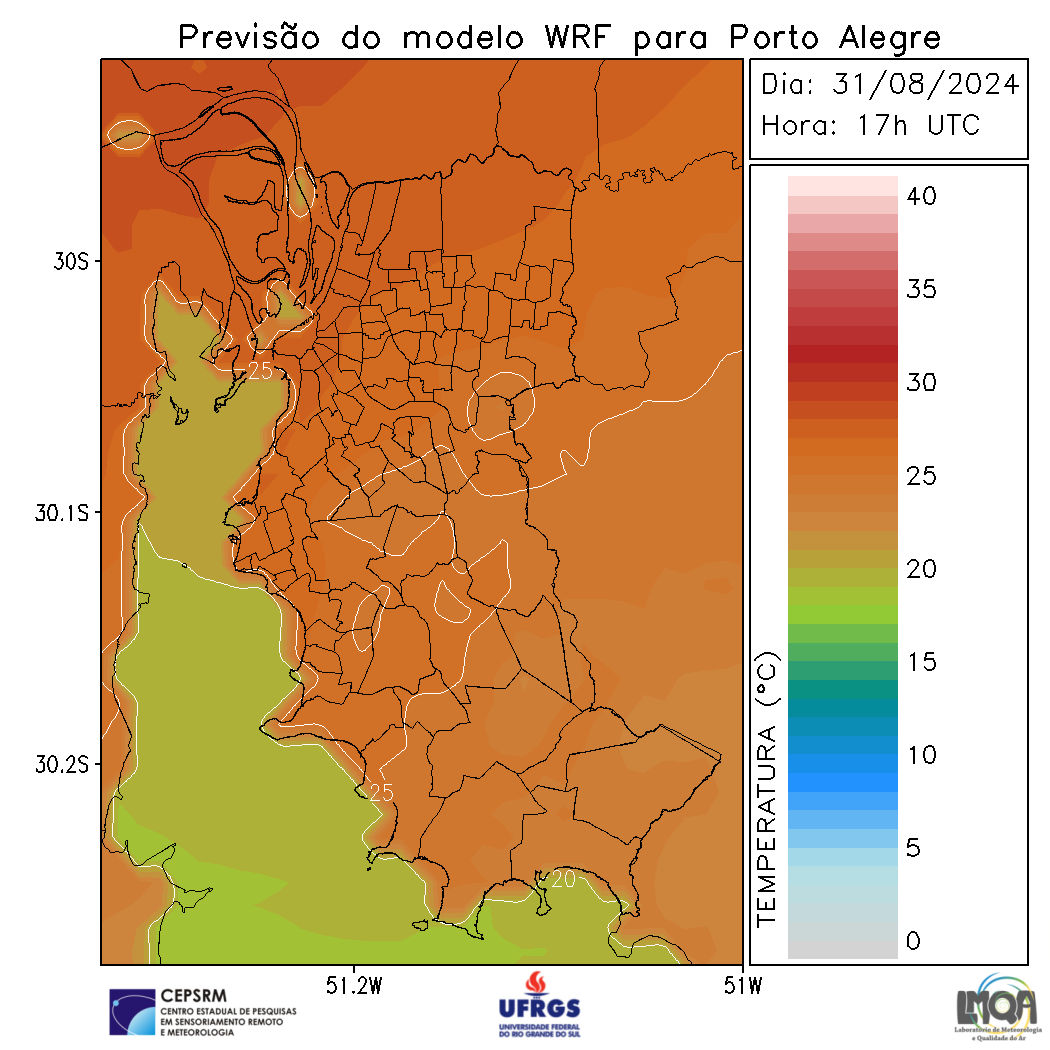 Previsão do modelo WRF para Porto Alegre
Dia: 31/08/2024
Hora: 17h UTC
40
35
30
25
20
15
10
5
0
TEMPERATURA (°C)
30S
30.1S
30.2S
25
25
20
51.2W
51W
CEPSRM
CENTRO ESTADUAL DE PESQUISAS
EM SENSORIAMENTO REMOTO
E METEOROLOGIA
UFRGS
UNIVERSIDADE FEDERAL
DO RIO GRANDE DO SUL
LMQA
Laboratório de Meteorologia
e Qualidade do Ar